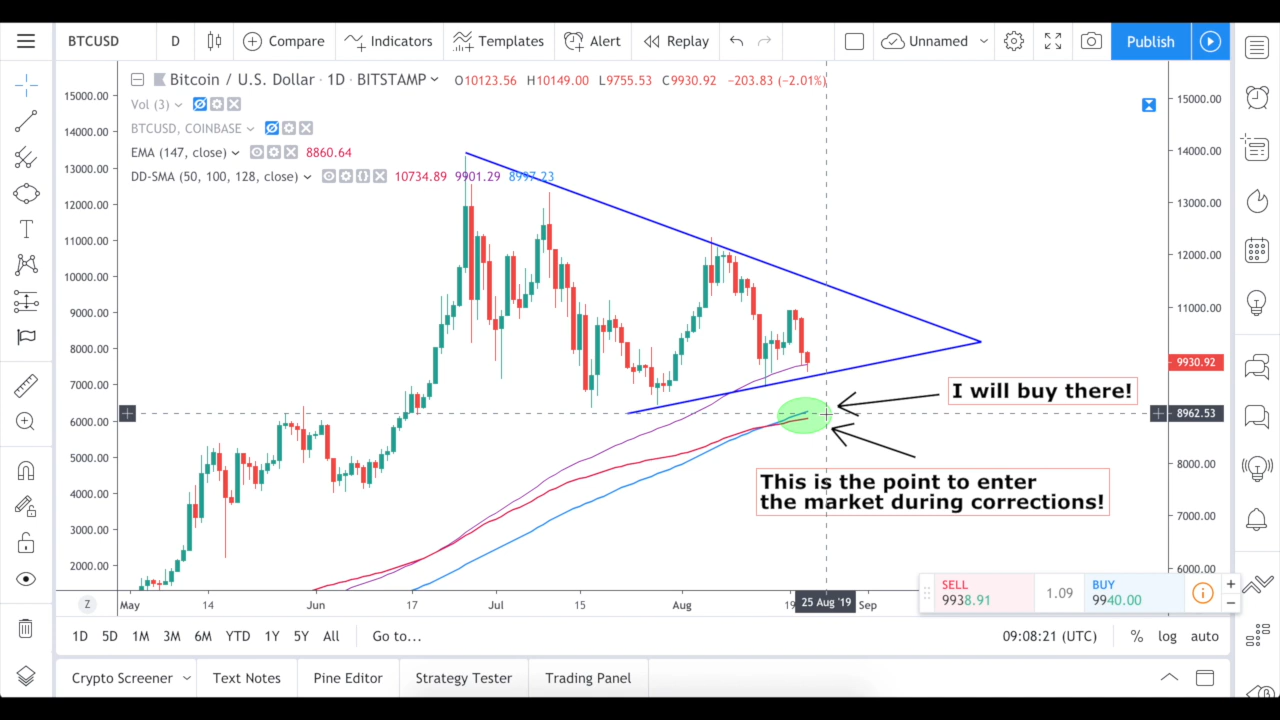 BTCUSD D Compare Indicators Templates Alert Replay Unnamed Publish
Bitcoin / U.S. Dollar · 1D · BITSTAMP O10123.56 H10149.00 L9755.53 C9930.92 −203.83 (−2.01%)
Vol (3)
BTCUSD, COINBASE
EMA (147, close) 8860.64
DD-SMA (50, 100, 128, close) 10734.89 9901.29 8997.23
15000.00
14000.00
13000.00
12000.00
11000.00
10000.00
9000.00
8000.00
7000.00
6000.00
5000.00
4000.00
3000.00
2000.00
15000.00
14000.00
13000.00
12000.00
11000.00
9930.92
8962.53
8000.00
7000.00
6000.00
I will buy there!
This is the point to enter
the market during corrections!
SELL
9938.91
1.09
BUY
9940.00
Z May 14 Jun 17 Jul 15 Aug 19 25 Aug '19 Sep
1D 5D 1M 3M 6M YTD 1Y 5Y All Go to... 09:08:21 (UTC) % log auto
Crypto Screener Text Notes Pine Editor Strategy Tester Trading Panel